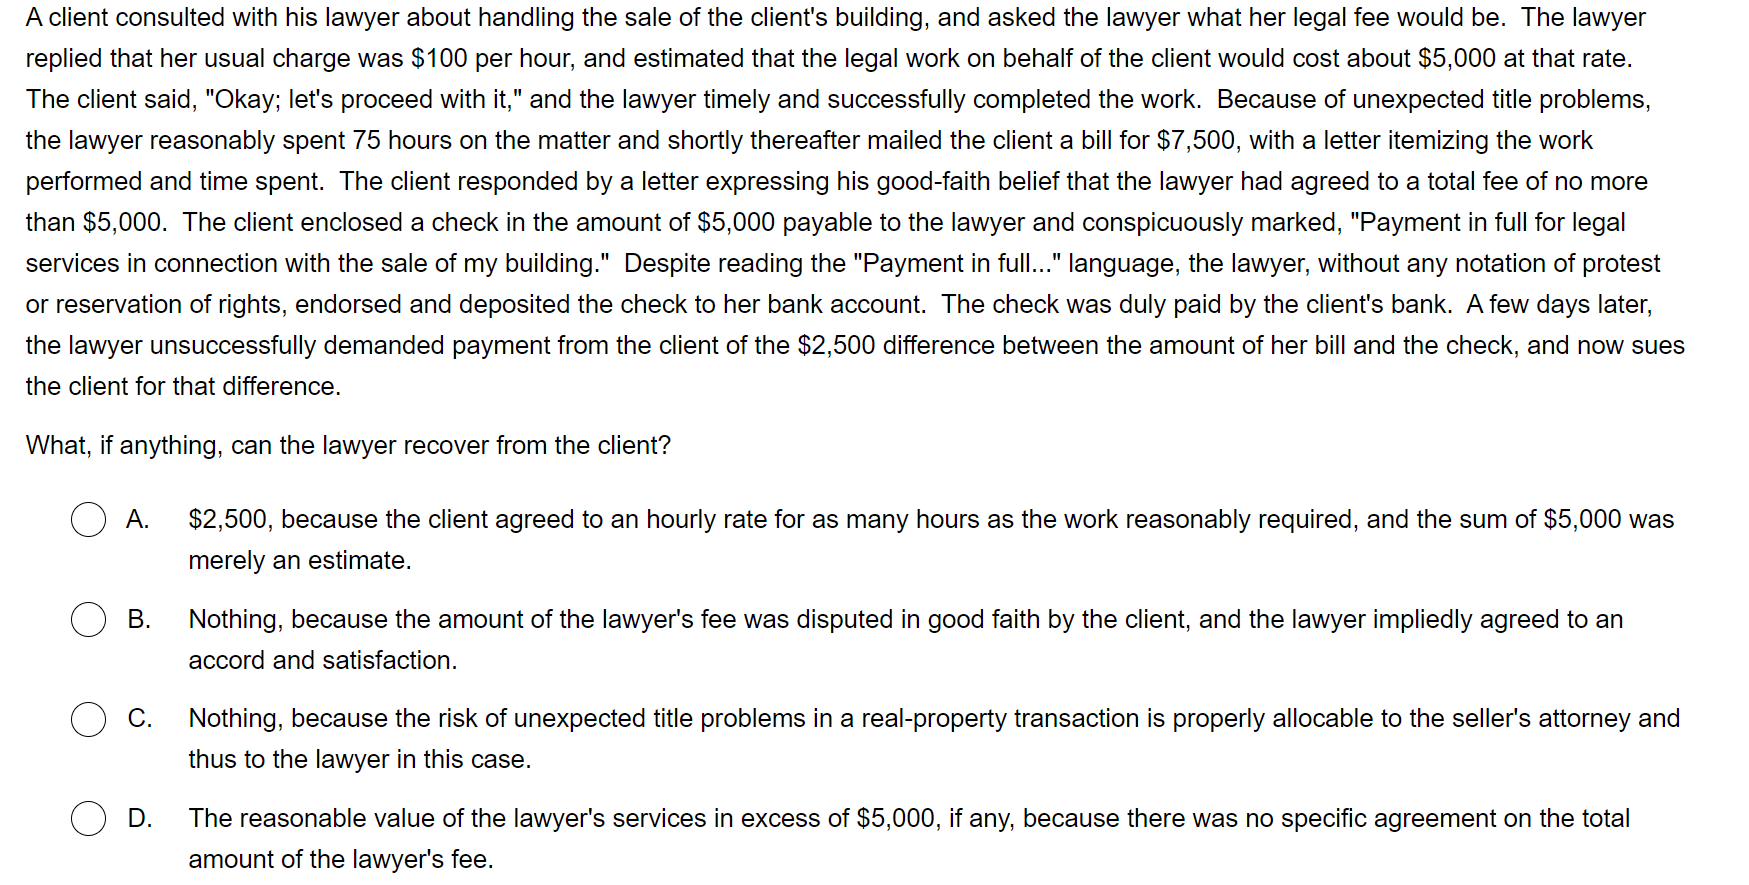 A client consulted with his lawyer about handling the sale of the client's building, and asked the lawyer what her legal fee would be.  The lawyer
replied that her usual charge was $100 per hour, and estimated that the legal work on behalf of the client would cost about $5,000 at that rate.
The client said, "Okay; let's proceed with it," and the lawyer timely and successfully completed the work.  Because of unexpected title problems,
the lawyer reasonably spent 75 hours on the matter and shortly thereafter mailed the client a bill for $7,500, with a letter itemizing the work
performed and time spent.  The client responded by a letter expressing his good-faith belief that the lawyer had agreed to a total fee of no more
than $5,000.  The client enclosed a check in the amount of $5,000 payable to the lawyer and conspicuously marked, "Payment in full for legal
services in connection with the sale of my building."  Despite reading the "Payment in full..." language, the lawyer, without any notation of protest
or reservation of rights, endorsed and deposited the check to her bank account.  The check was duly paid by the client's bank.  A few days later,
the lawyer unsuccessfully demanded payment from the client of the $2,500 difference between the amount of her bill and the check, and now sues
the client for that difference.
What, if anything, can the lawyer recover from the client?
A. $2,500, because the client agreed to an hourly rate for as many hours as the work reasonably required, and the sum of $5,000 was
merely an estimate.
B. Nothing, because the amount of the lawyer's fee was disputed in good faith by the client, and the lawyer impliedly agreed to an
accord and satisfaction.
C. Nothing, because the risk of unexpected title problems in a real-property transaction is properly allocable to the seller's attorney and
thus to the lawyer in this case.
D. The reasonable value of the lawyer's services in excess of $5,000, if any, because there was no specific agreement on the total
amount of the lawyer's fee.